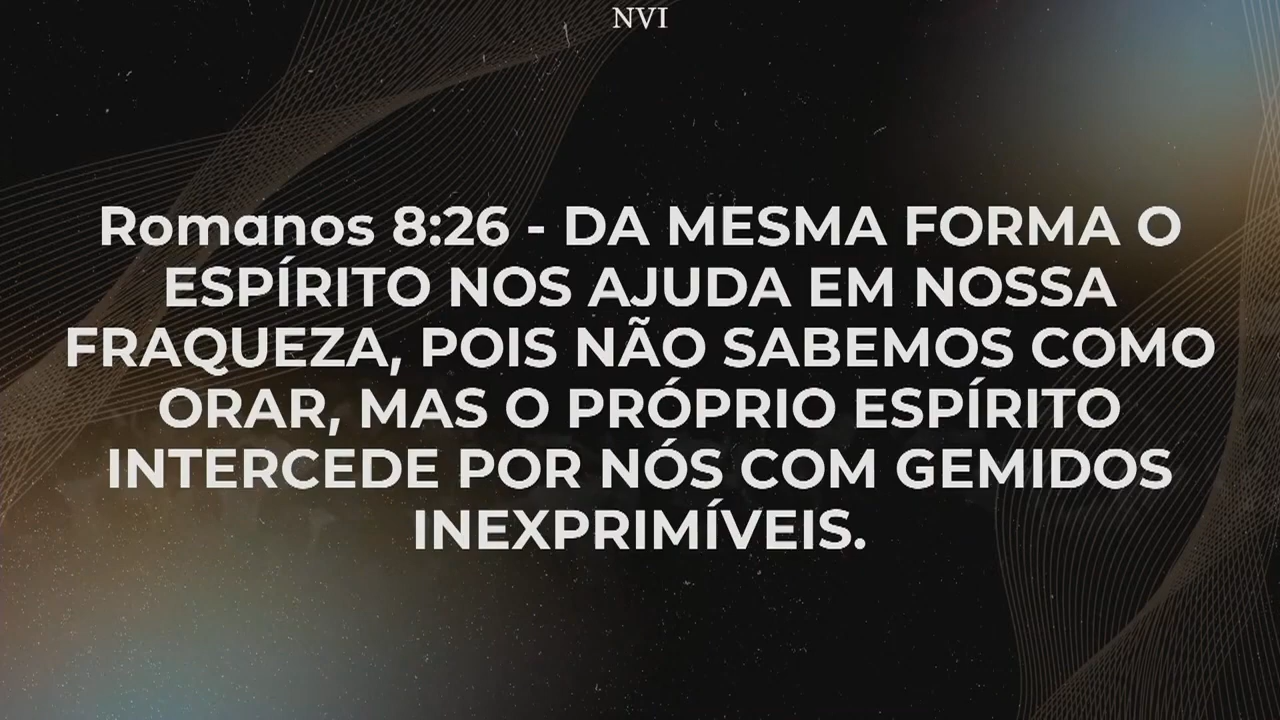 NVI
Romanos 8:26 - DA MESMA FORMA O
ESPÍRITO NOS AJUDA EM NOSSA
FRAQUEZA, POIS NÃO SABEMOS COMO
ORAR, MAS O PRÓPRIO ESPÍRITO
INTERCEDE POR NÓS COM GEMIDOS
INEXPRIMÍVEIS.